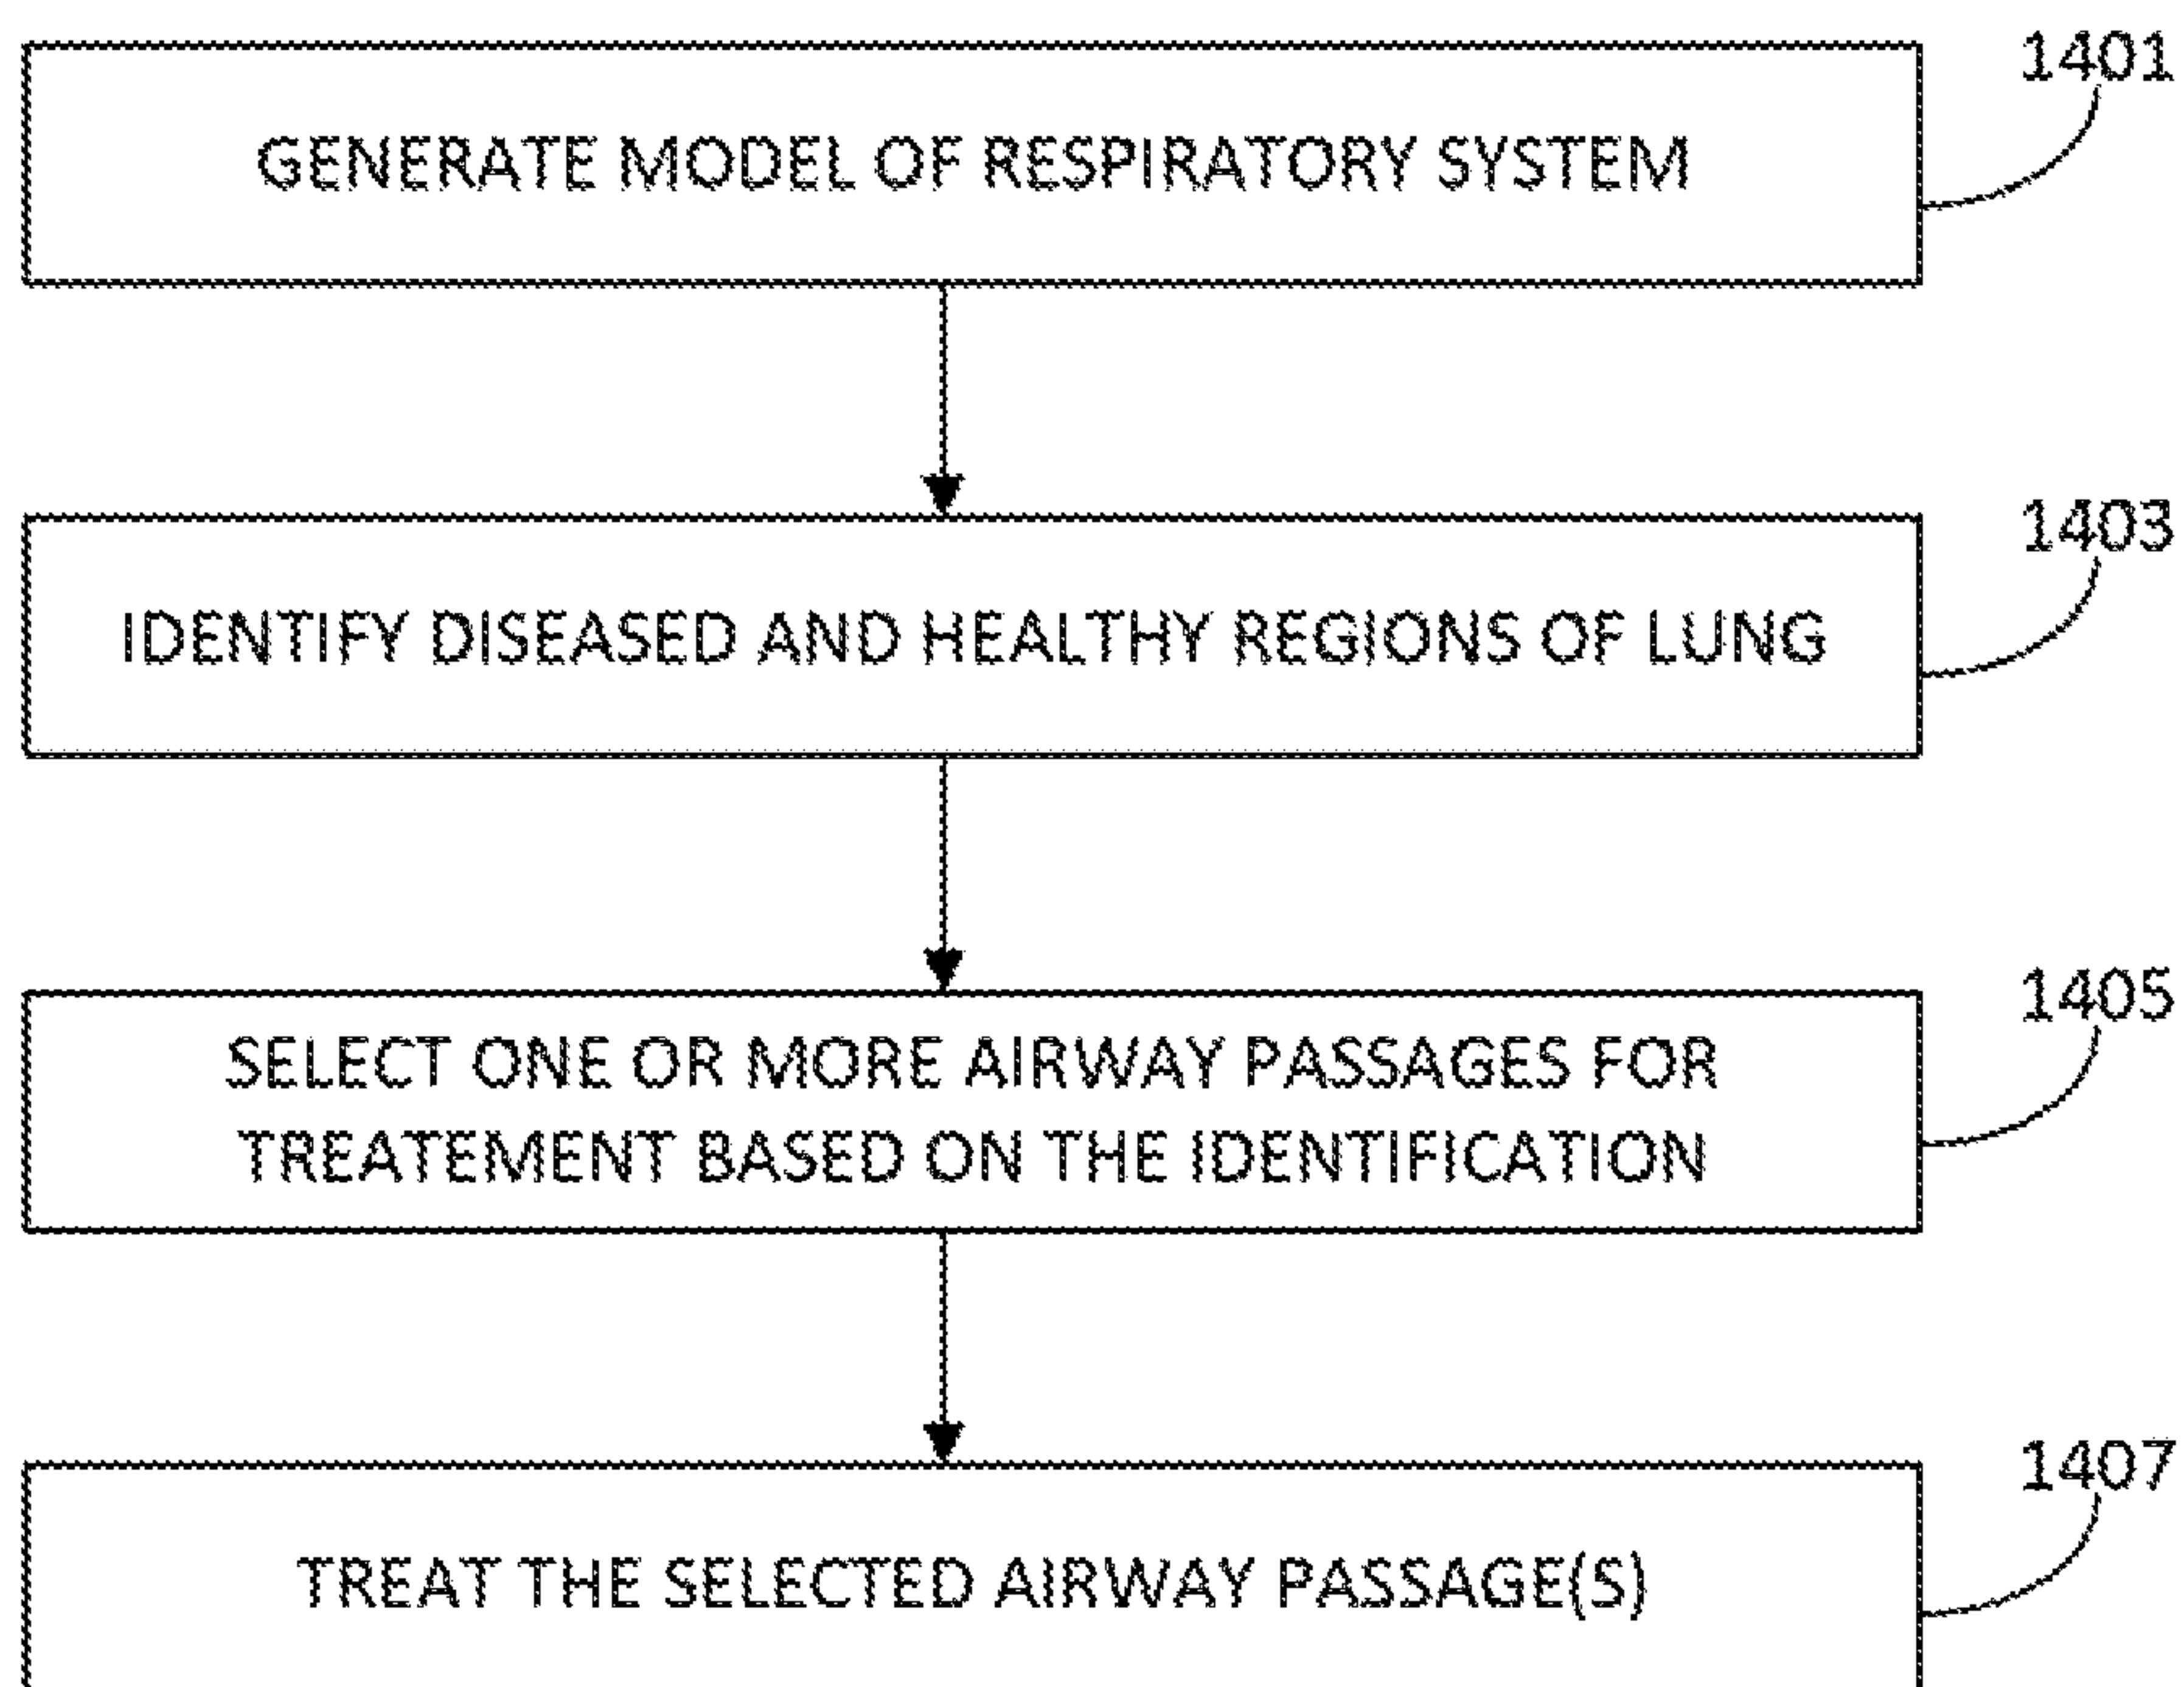 1401
GENERATE MODEL OF RESPIRATORY SYSTEM
1403
IDENTIFY DISEASED AND HEALTHY REGIONS OF LUNG
1405
SELECT ONE OR MORE AIRWAY PASSAGES FOR
TREATEMENT BASED ON THE IDENTIFICATION
1407
TREAT THE SELECTED AIRWAY PASSAGE(S)